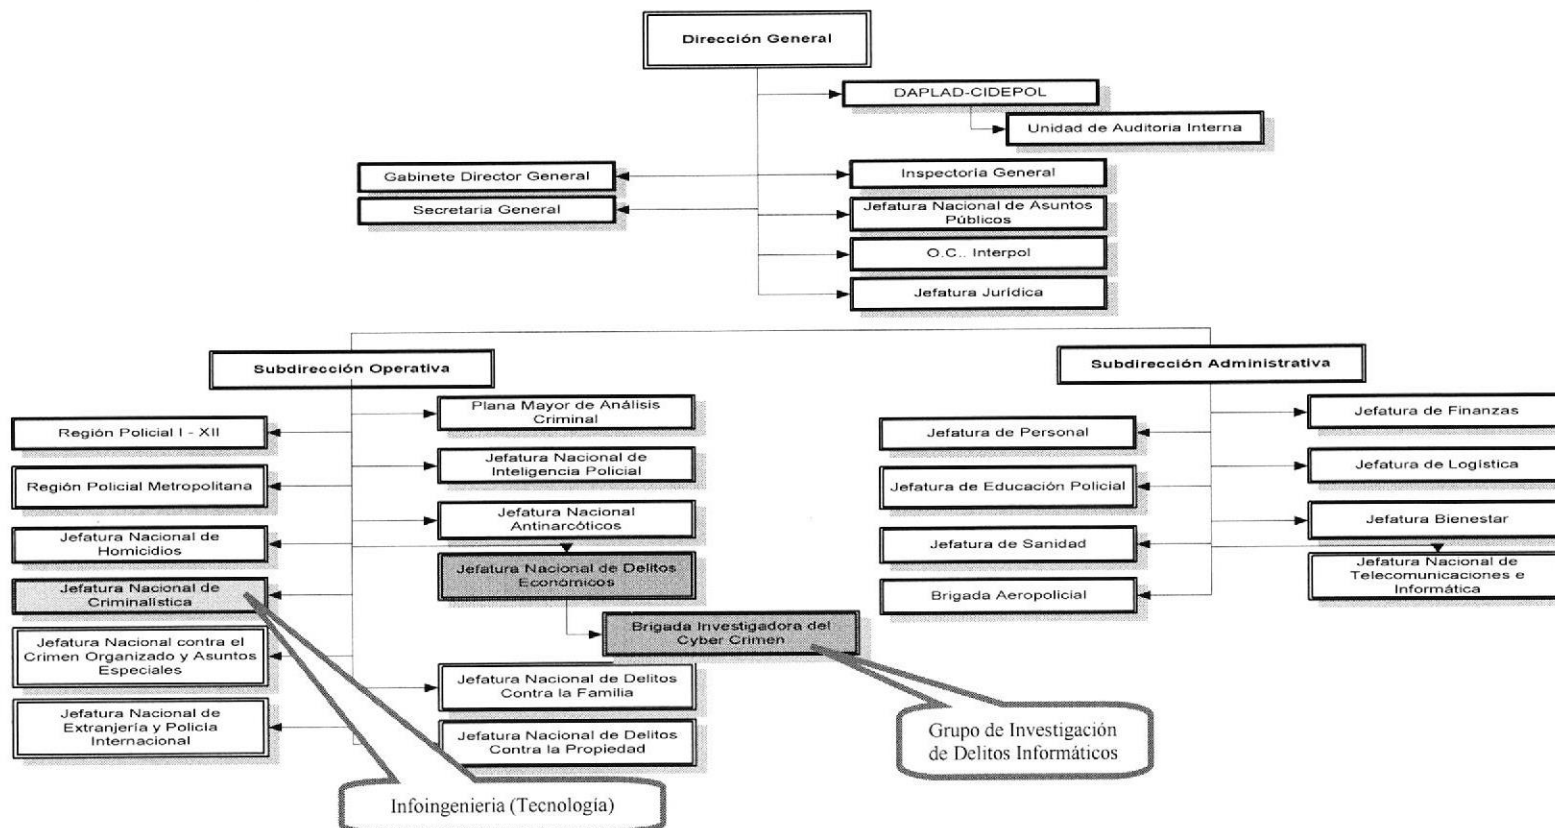 Dirección General
DAPLAD-CIDEPOL
Unidad de Auditoria Interna
Gabinete Director General
Inspectoría General
Secretaria General
Jefatura Nacional de Asuntos
Públicos
O.C.. Interpol
Jefatura Jurídica
Subdirección Operativa
Subdirección Administrativa
Plana Mayor de Análisis
Criminal
Región Policial I - XII
Jefatura Nacional de
Inteligencia Policial
Región Policial Metropolitana
Jefatura Nacional
Antinarcóticos
Jefatura Nacional de
Homicidios
Jefatura Nacional de Delitos
Económicos
Jefatura Nacional de
Criminalística
Brigada Investigadora del
Cyber Crimen
Jefatura Nacional contra el
Crimen Organizado y Asuntos
Especiales
Jefatura Nacional de Delitos
Contra la Familia
Jefatura Nacional de
Extranjería y Policía
Internacional
Jefatura Nacional de Delitos
Contra la Propiedad
Jefatura de Finanzas
Jefatura de Personal
Jefatura de Logística
Jefatura de Educación Policial
Jefatura Bienestar
Jefatura de Sanidad
Jefatura Nacional de
Telecomunicaciones e
Informática
Brigada Aeropolicial
Grupo de Investigación
de Delitos Informáticos
Infoingenieria (Tecnología)